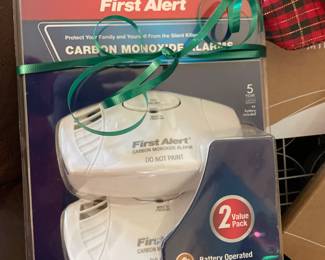 First Alert
Protect Your Family and Yourself From the Silent Killer
CARBON MONOXIDE ALARMS
5
First Alert
CARBON MONOXIDE ALARM
DO NOT PAINT
2
Value
Pack
Battery Operated